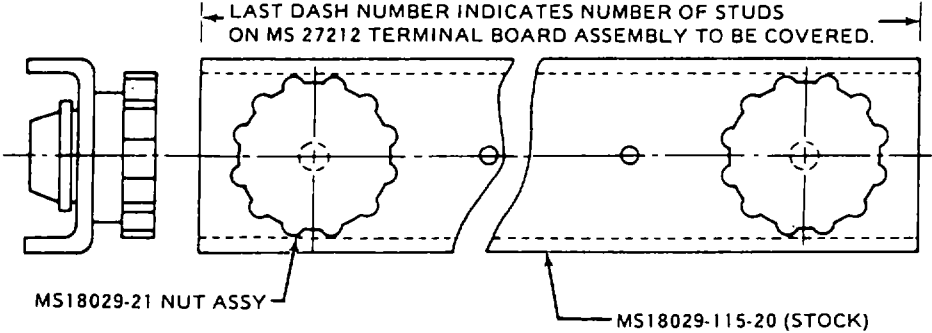 LAST DASH NUMBER INDICATES NUMBER OF STUDS
ON MS 27212 TERMINAL BOARD ASSEMBLY TO BE COVERED.
MS18029-21 NUT ASSY
MS18029-115-20 (STOCK)